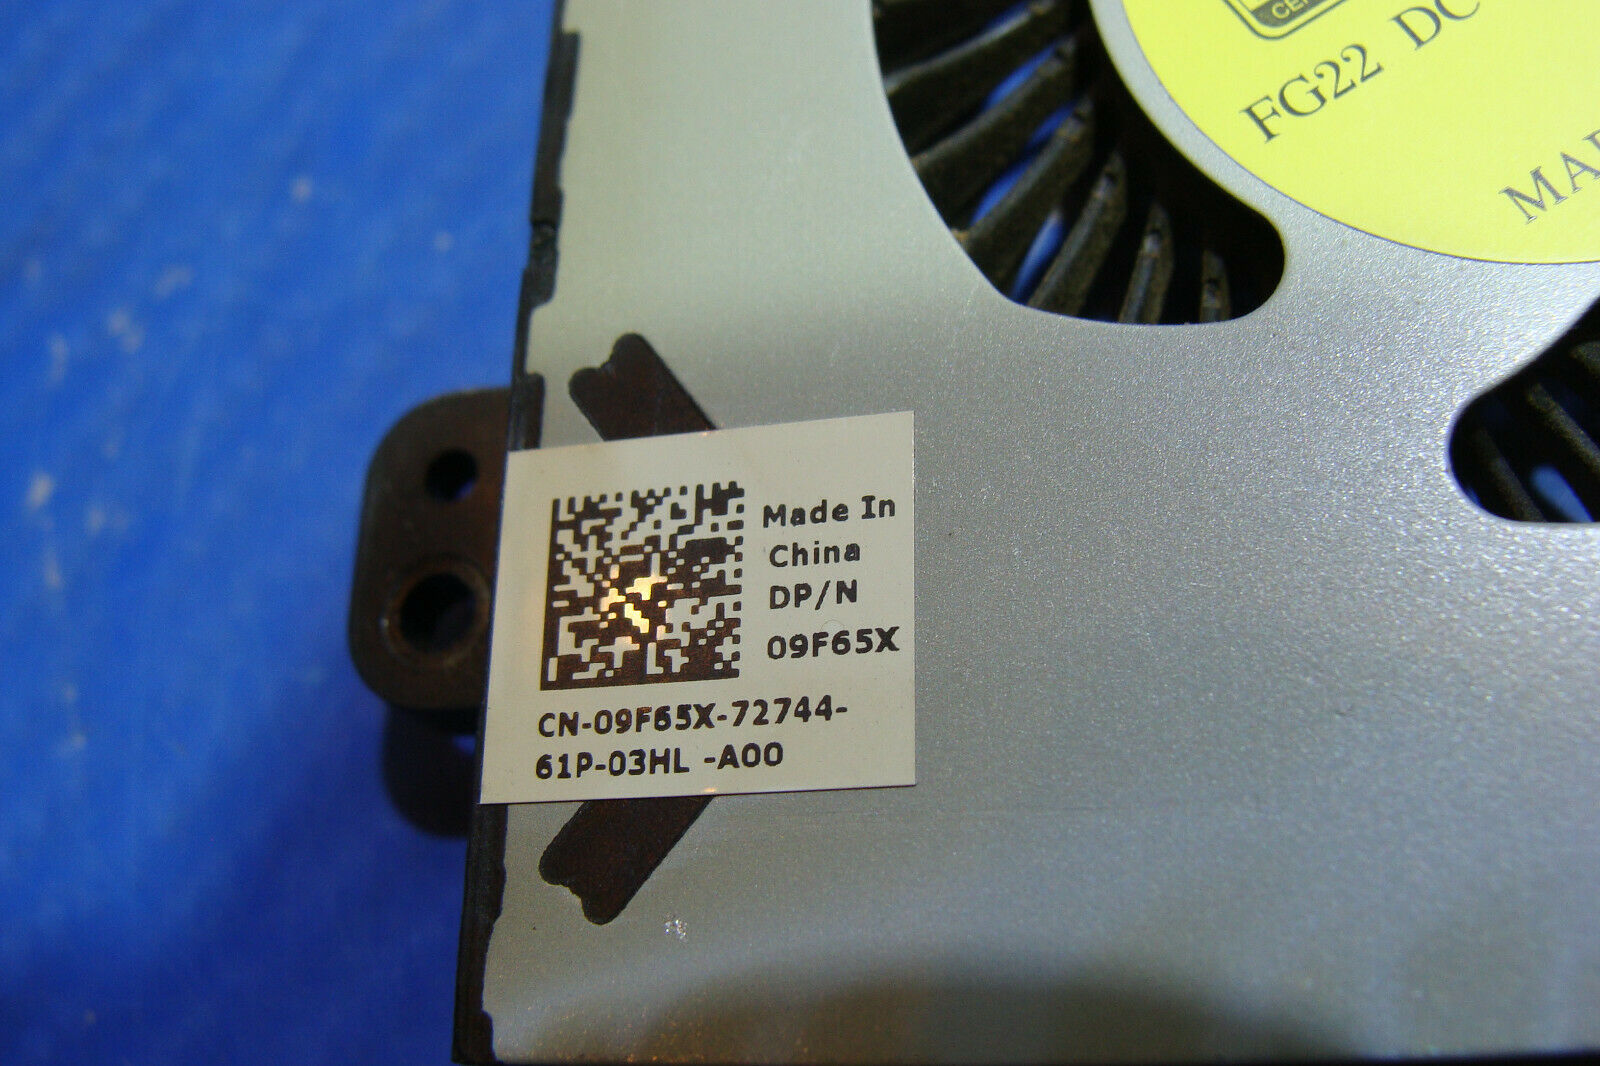 FG22 DC
Made In
China
DP/N
09F65X
CN-09F65X-72744-
61P-03HL -A00